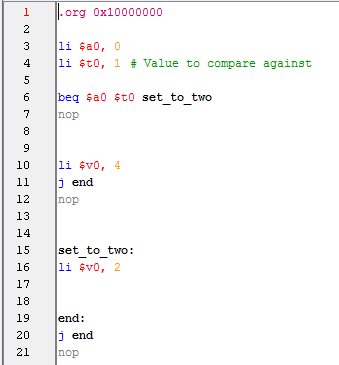 1 .org 0x10000000
2
3 li $a0, 0
4 li $t0, 1 # Value to compare against
5
6 beq $a0 $t0 set_to_two
7 nop
8
9
10 li $v0, 4
11 j end
12 nop
13
14
15 set_to_two:
16 li $v0, 2
17
18
19 end:
20 j end
21 nop